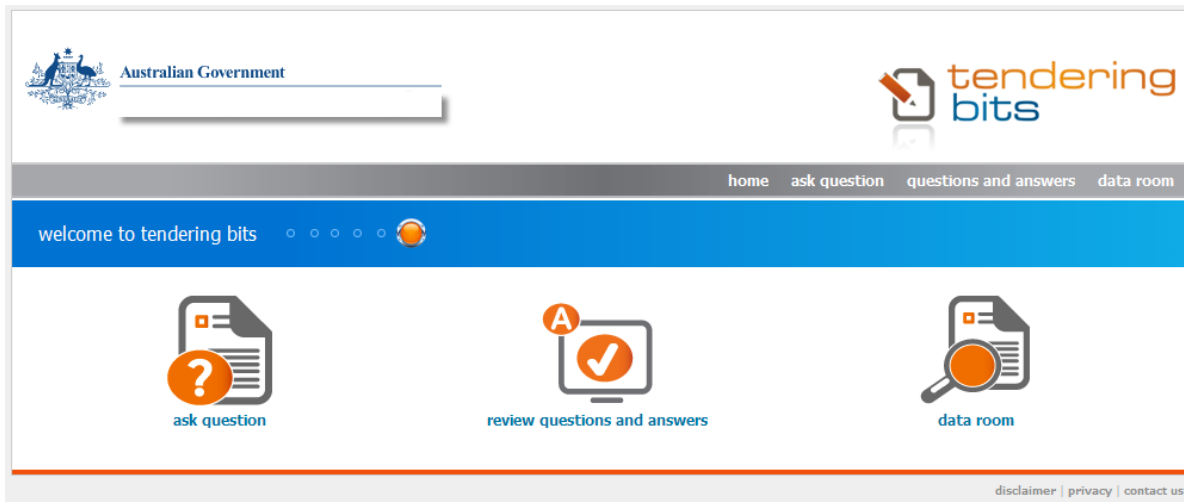 Australian Government
tendering
bits
home ask question questions and answers data room
welcome to tendering bits
?
A
ask question review questions and answers data room
disclaimer | privacy | contact us